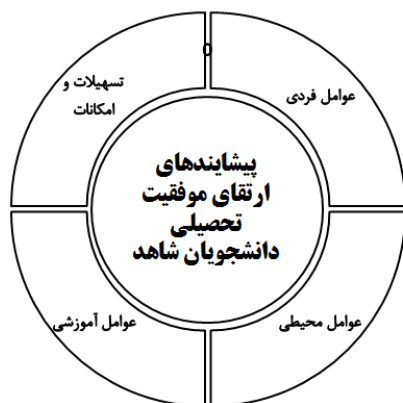 o
عوامل فردی
تسهیلات و
امکانات
پیشایندهای
ارتقای موفقیت
تحصیلی
دانشجویان شاهد
عوامل محیطی
عوامل آموزشی